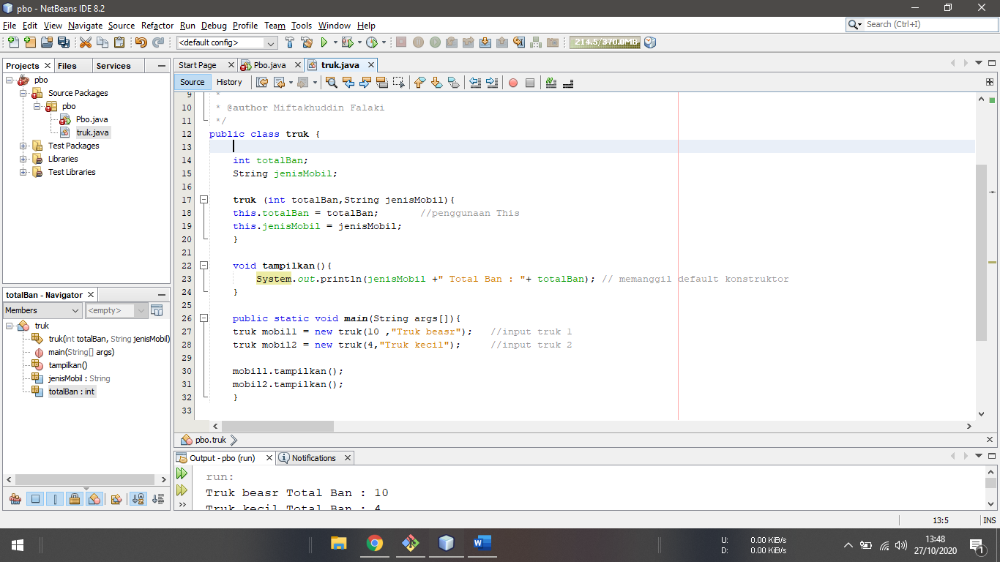 pbo - NetBeans IDE 8.2
File Edit View Navigate Source Refactor Run Debug Profile Team Tools Window Help
Search (Ctrl+I)
<default config>
214.5/370.0MB
Projects Files Services
pbo
Source Packages
pbo
Pbo.java
truk.java
Test Packages
Libraries
Test Libraries
totalBan - Navigator
Members <empty>
truk
truk(int totalBan, String jenisMobil)
main(String[] args)
tampilkan()
jenisMobil : String
totalBan : int
Start Page Pbo.java truk.java
Source History
9 *
10 * @author Miftakhuddin Falaki
11 */
12 public class truk {
13
14 int totalBan;
15 String jenisMobil;
16
17 truk (int totalBan,String jenisMobil){
18 this.totalBan = totalBan; //penggunaan This
19 this.jenisMobil = jenisMobil;
20 }
21
22 void tampilkan(){
23 System.out.println(jenisMobil +" Total Ban : "+ totalBan); // memanggil default konstruktor
24 }
25
26 public static void main(String args[]){
27 truk mobil1 = new truk(10 ,"Truk beasr"); //input truk 1
28 truk mobil2 = new truk(4,"Truk kecil"); //input truk 2
29
30 mobil1.tampilkan();
31 mobil2.tampilkan();
32 }
33
pbo.truk
Output - pbo (run) Notifications
run:
Truk beasr Total Ban : 10
Truk kecil Total Ban : 4
13:5 INS
U: 0.00 KiB/s
D: 0.00 KiB/s
13:48
27/10/2020
1